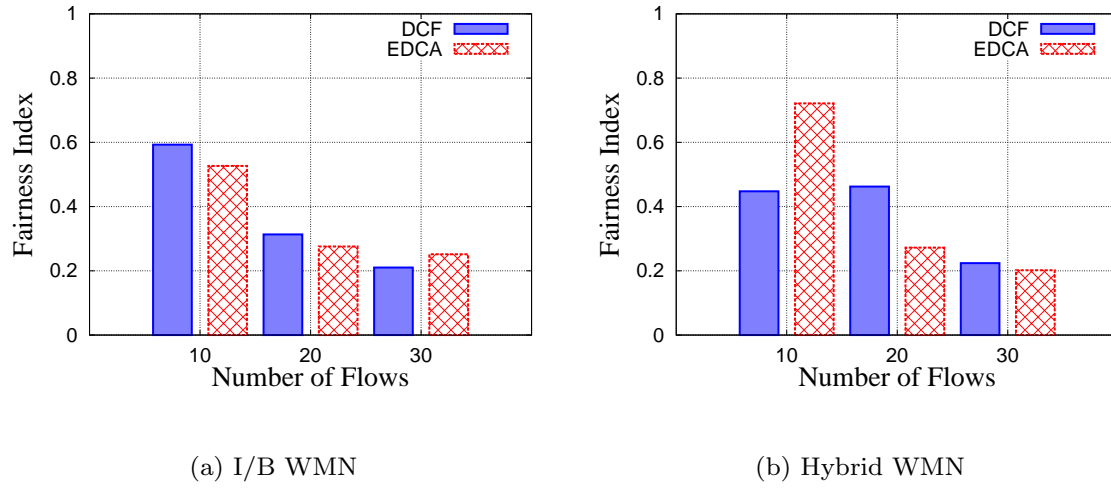 DCF
EDCA
1
0.8
0.6
0.4
0.2
0
Fairness Index
10 20 30
Number of Flows
(a) I/B WMN
DCF
EDCA
1
0.8
0.6
0.4
0.2
0
Fairness Index
10 20 30
Number of Flows
(b) Hybrid WMN